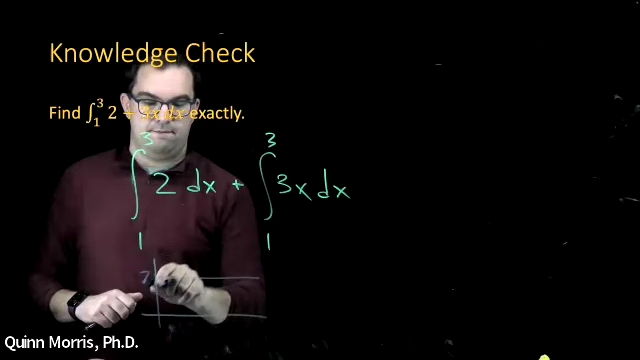 Knowledge Check
Find ∫₁³ 2 + 3x dx exactly.
∫₁³ 2 dx + ∫₁³ 3x dx
Quinn Morris, Ph.D.